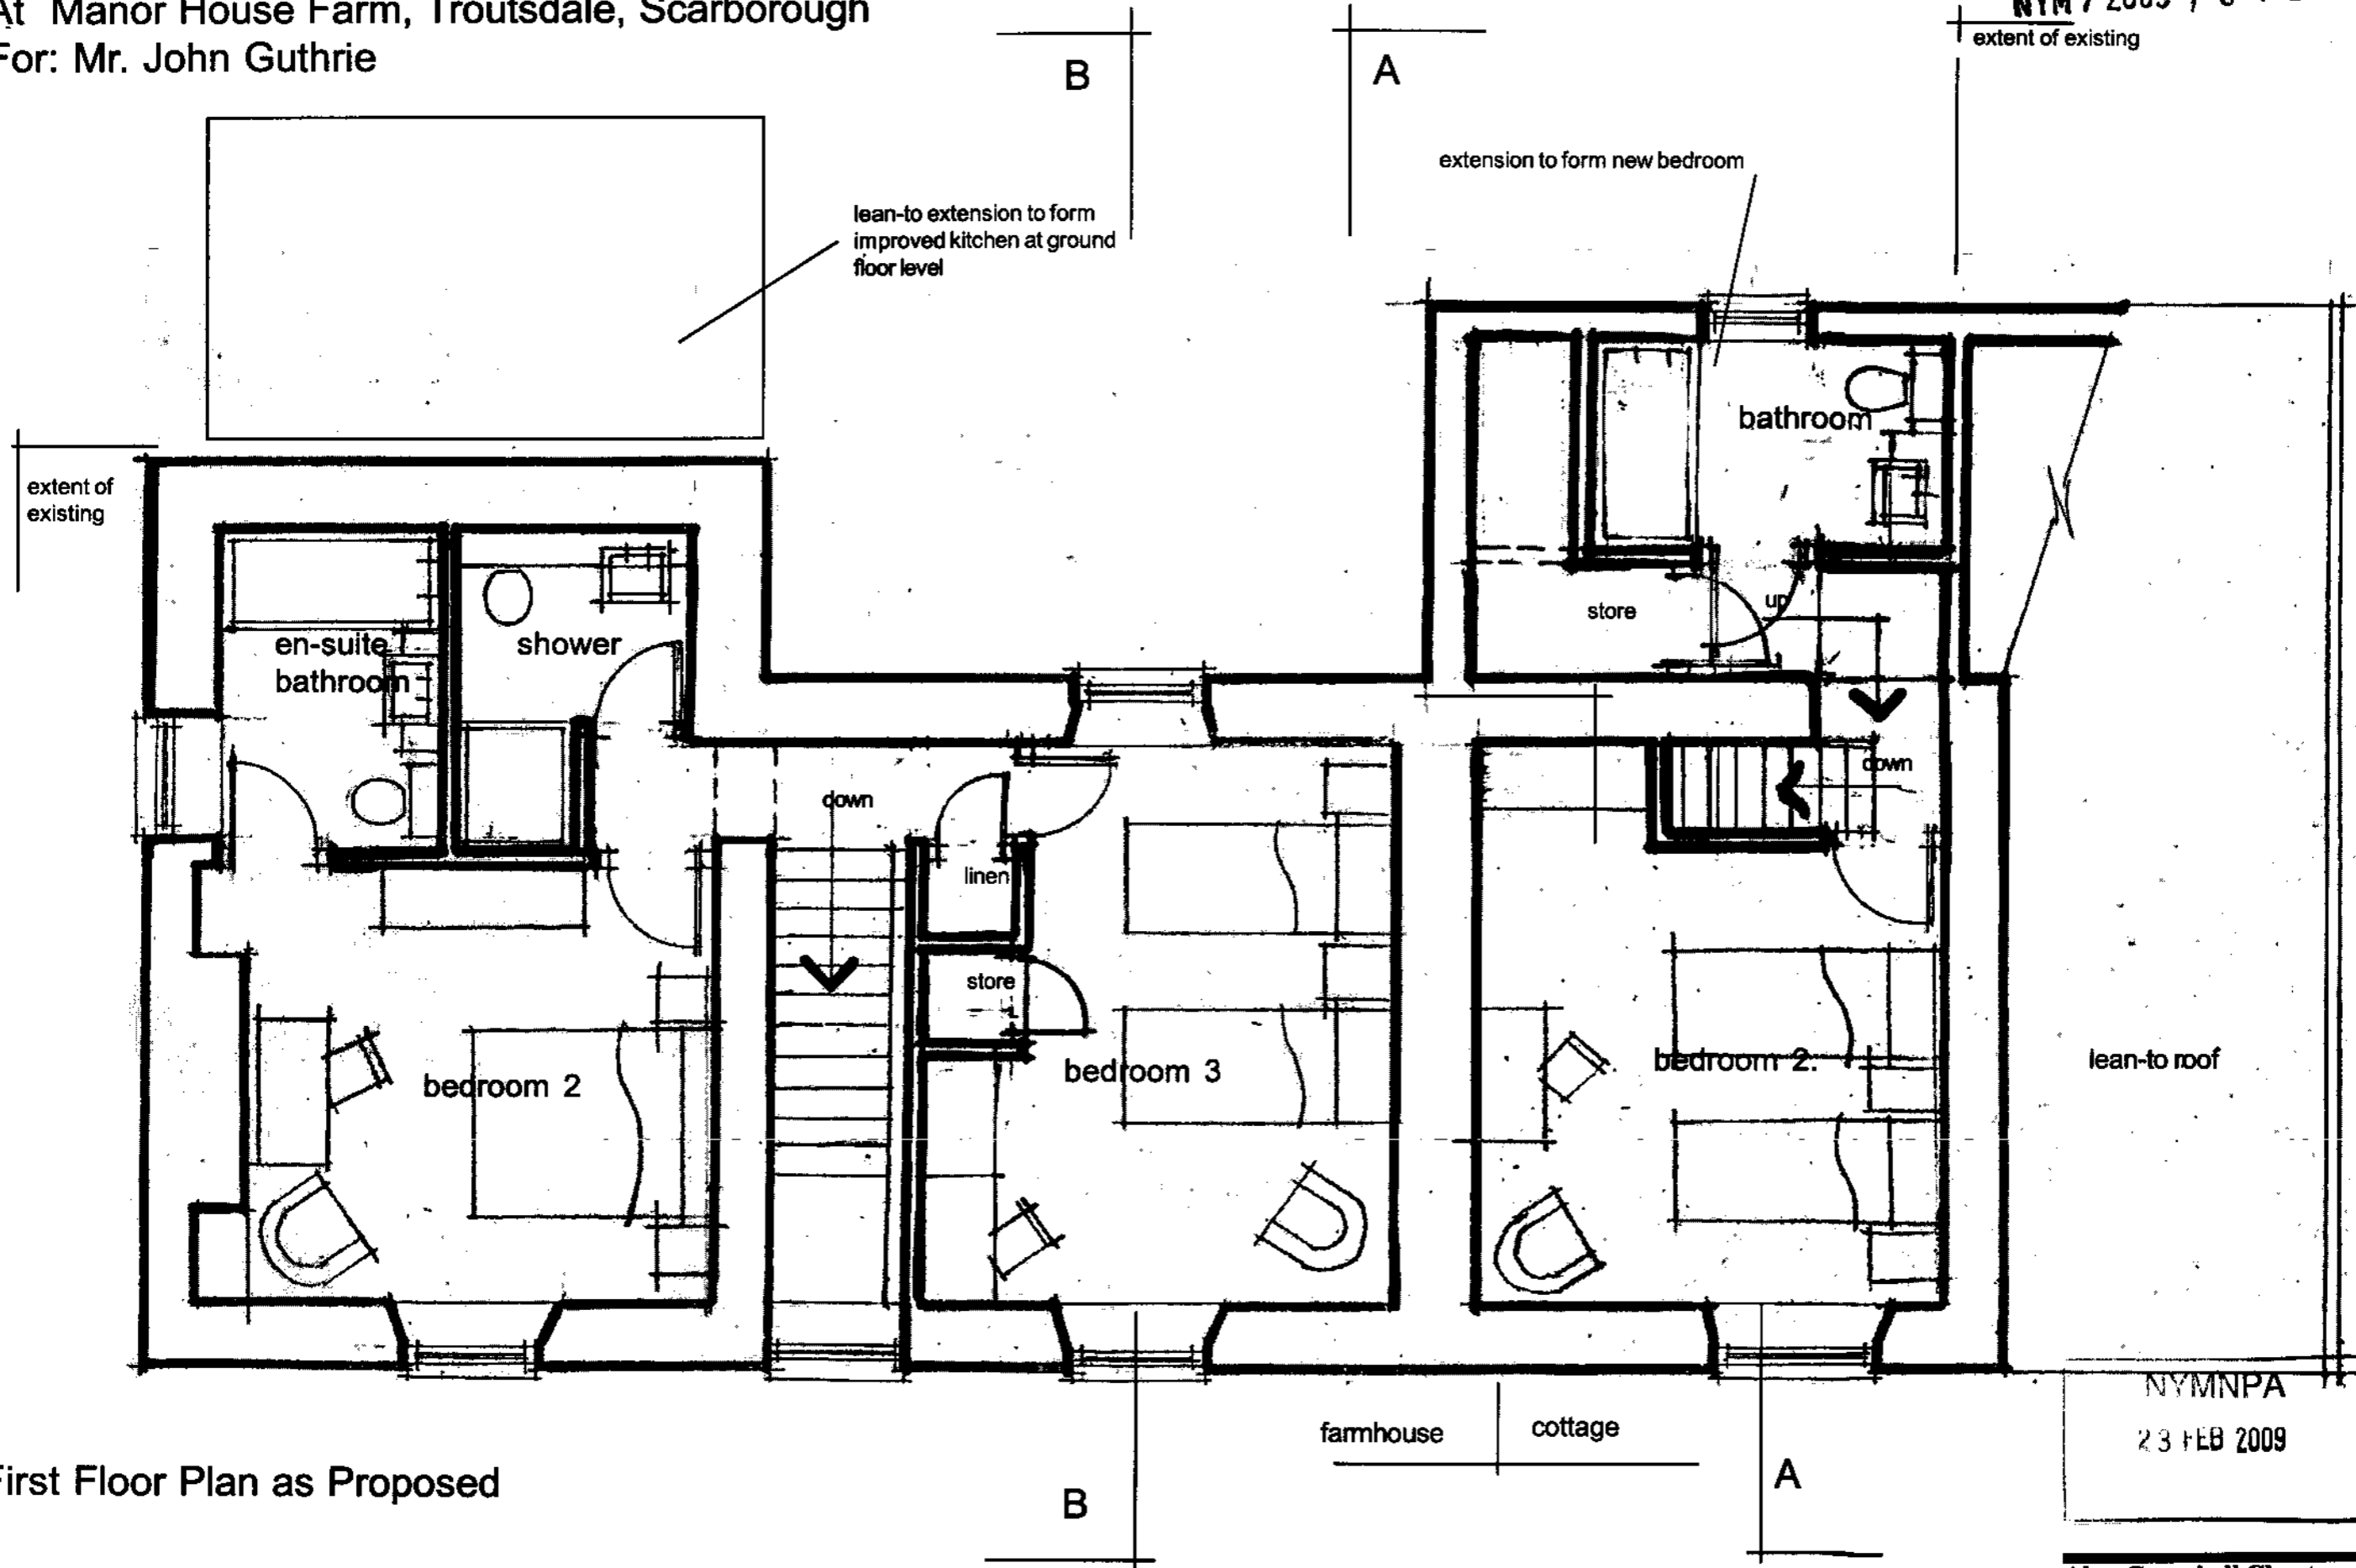 At Manor House Farm, Troutsdale, Scarborough
For: Mr. John Guthrie
NYM / 2009 /
extent of existing
B
A
extension to form new bedroom
lean-to extension to form
improved kitchen at ground
floor level
extent of
existing
bathroom
en-suite
bathroom
shower
store
up
down
down
linen
store
bedroom 2
bedroom 3
bedroom 2.
lean-to roof
farmhouse
cottage
NYMNPA
23 FEB 2009
First Floor Plan as Proposed
B
A